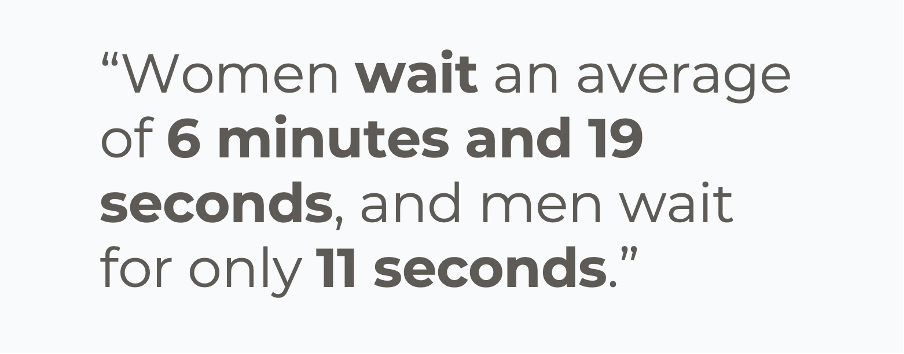 “Women wait an average
of 6 minutes and 19
seconds, and men wait
for only 11 seconds.”